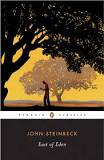 PENGUIN CLASSICS
JOHN STEINBECK
East of Eden